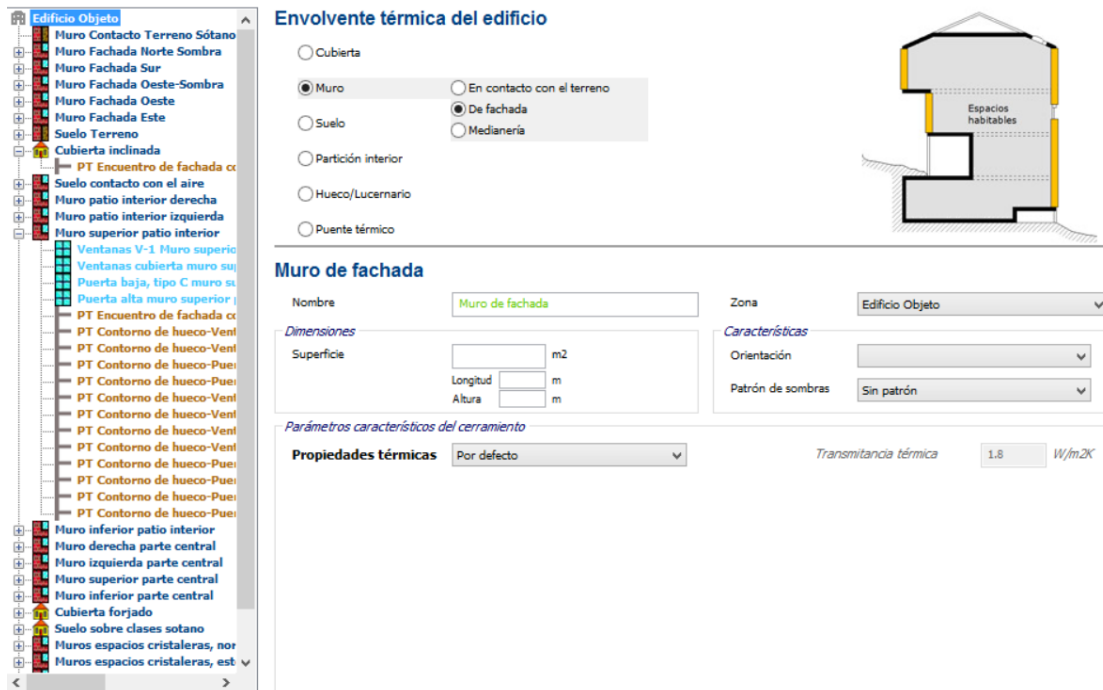 Edificio Objeto
Muro Contacto Terreno Sótano
Muro Fachada Norte Sombra
Muro Fachada Sur
Muro Fachada Oeste-Sombra
Muro Fachada Oeste
Muro Fachada Este
Suelo Terreno
Cubierta inclinada
PT Encuentro de fachada co
Suelo contacto con el aire
Muro patio interior derecha
Muro patio interior izquierda
Muro superior patio interior
Ventanas V-1 Muro superio
Ventanas cubierta muro su
Puerta baja, tipo C muro su
Puerta alta muro superior
PT Encuentro de fachada co
PT Contorno de hueco-Vent
PT Contorno de hueco-Vent
PT Contorno de hueco-Puer
PT Contorno de hueco-Puer
PT Contorno de hueco-Vent
PT Contorno de hueco-Vent
PT Contorno de hueco-Vent
PT Contorno de hueco-Vent
PT Contorno de hueco-Puer
PT Contorno de hueco-Puer
PT Contorno de hueco-Puer
PT Contorno de hueco-Puer
Muro inferior patio interior
Muro derecha parte central
Muro izquierda parte central
Muro superior parte central
Muro inferior parte central
Cubierta forjado
Suelo sobre clases sotano
Muros espacios cristaleras, nor
Muros espacios cristaleras, est
Envolvente térmica del edificio
Cubierta
Muro
En contacto con el terreno
De fachada
Medianería
Suelo
Partición interior
Hueco/Lucernario
Puente térmico
Espacios
habitables
Muro de fachada
Nombre Muro de fachada Zona Edificio Objeto
Dimensiones
Superficie m2
Longitud m
Altura m
Características
Orientación
Patrón de sombras Sin patrón
Parámetros característicos del cerramiento
Propiedades térmicas Por defecto Transmitancia térmica 1.8 W/m2K